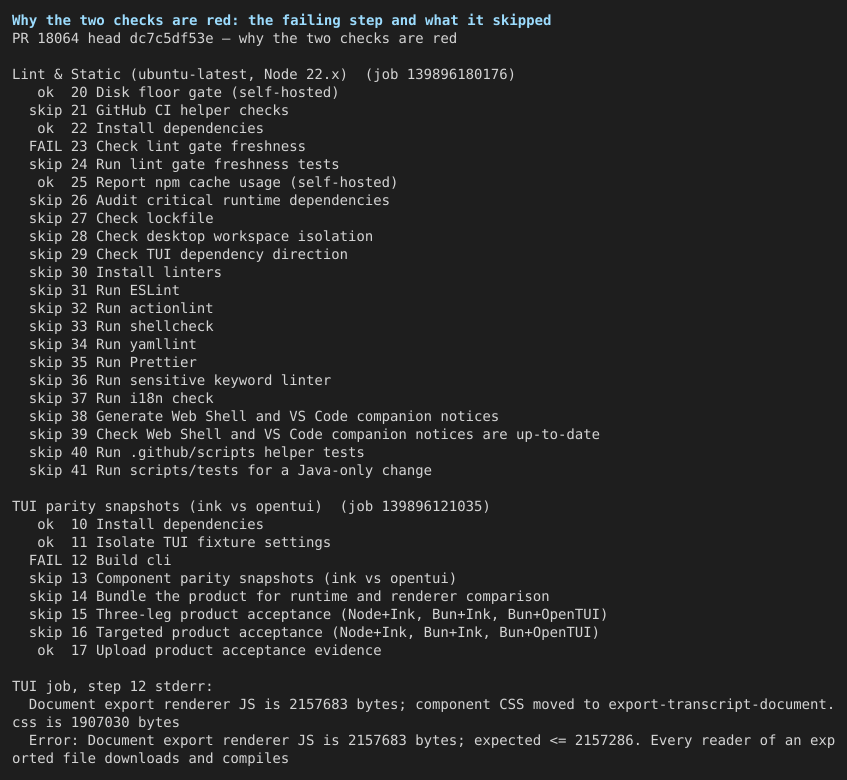 Why the two checks are red: the failing step and what it skipped
PR 18064 head dc7c5df53e — why the two checks are red

Lint & Static (ubuntu-latest, Node 22.x)  (job 139896180176)
   ok  20 Disk floor gate (self-hosted)
  skip 21 GitHub CI helper checks
   ok  22 Install dependencies
  FAIL 23 Check lint gate freshness
  skip 24 Run lint gate freshness tests
   ok  25 Report npm cache usage (self-hosted)
  skip 26 Audit critical runtime dependencies
  skip 27 Check lockfile
  skip 28 Check desktop workspace isolation
  skip 29 Check TUI dependency direction
  skip 30 Install linters
  skip 31 Run ESLint
  skip 32 Run actionlint
  skip 33 Run shellcheck
  skip 34 Run yamllint
  skip 35 Run Prettier
  skip 36 Run sensitive keyword linter
  skip 37 Run i18n check
  skip 38 Generate Web Shell and VS Code companion notices
  skip 39 Check Web Shell and VS Code companion notices are up-to-date
  skip 40 Run .github/scripts helper tests
  skip 41 Run scripts/tests for a Java-only change

TUI parity snapshots (ink vs opentui)  (job 139896121035)
   ok  10 Install dependencies
   ok  11 Isolate TUI fixture settings
  FAIL 12 Build cli
  skip 13 Component parity snapshots (ink vs opentui)
  skip 14 Bundle the product for runtime and renderer comparison
  skip 15 Three-leg product acceptance (Node+Ink, Bun+Ink, Bun+OpenTUI)
  skip 16 Targeted product acceptance (Node+Ink, Bun+Ink, Bun+OpenTUI)
   ok  17 Upload product acceptance evidence

TUI job, step 12 stderr:
  Document export renderer JS is 2157683 bytes; component CSS moved to export-transcript-document.
css is 1907030 bytes
  Error: Document export renderer JS is 2157683 bytes; expected <= 2157286. Every reader of an exp
orted file downloads and compiles